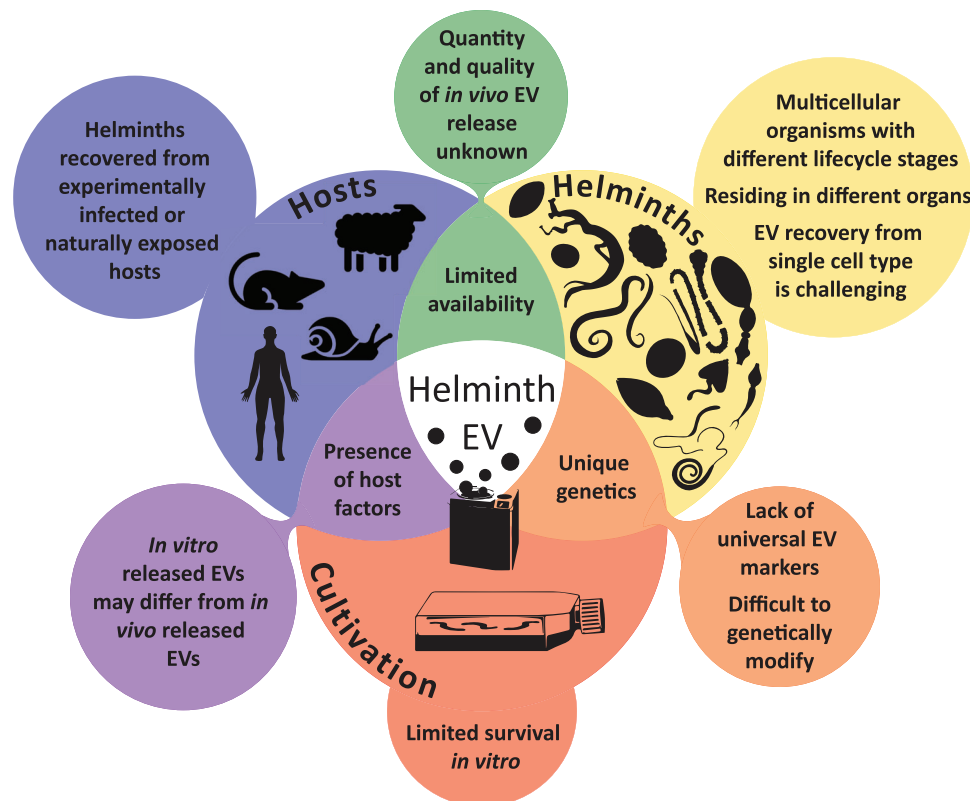 Quantity
and quality
of in vivo EV
release
unknown
Helminths
recovered from
experimentally
infected or
naturally exposed
hosts
Multicellular
organisms with
different lifecycle stages
Residing in different organs
EV recovery from
single cell type
is challenging
Hosts
Helminths
Limited
availability
Helminth
EV
Presence
of host
factors
Unique
genetics
In vitro
released EVs
may differ from in
vivo released
EVs
Cultivation
Lack of
universal EV
markers
Difficult to
genetically
modify
Limited survival
in vitro